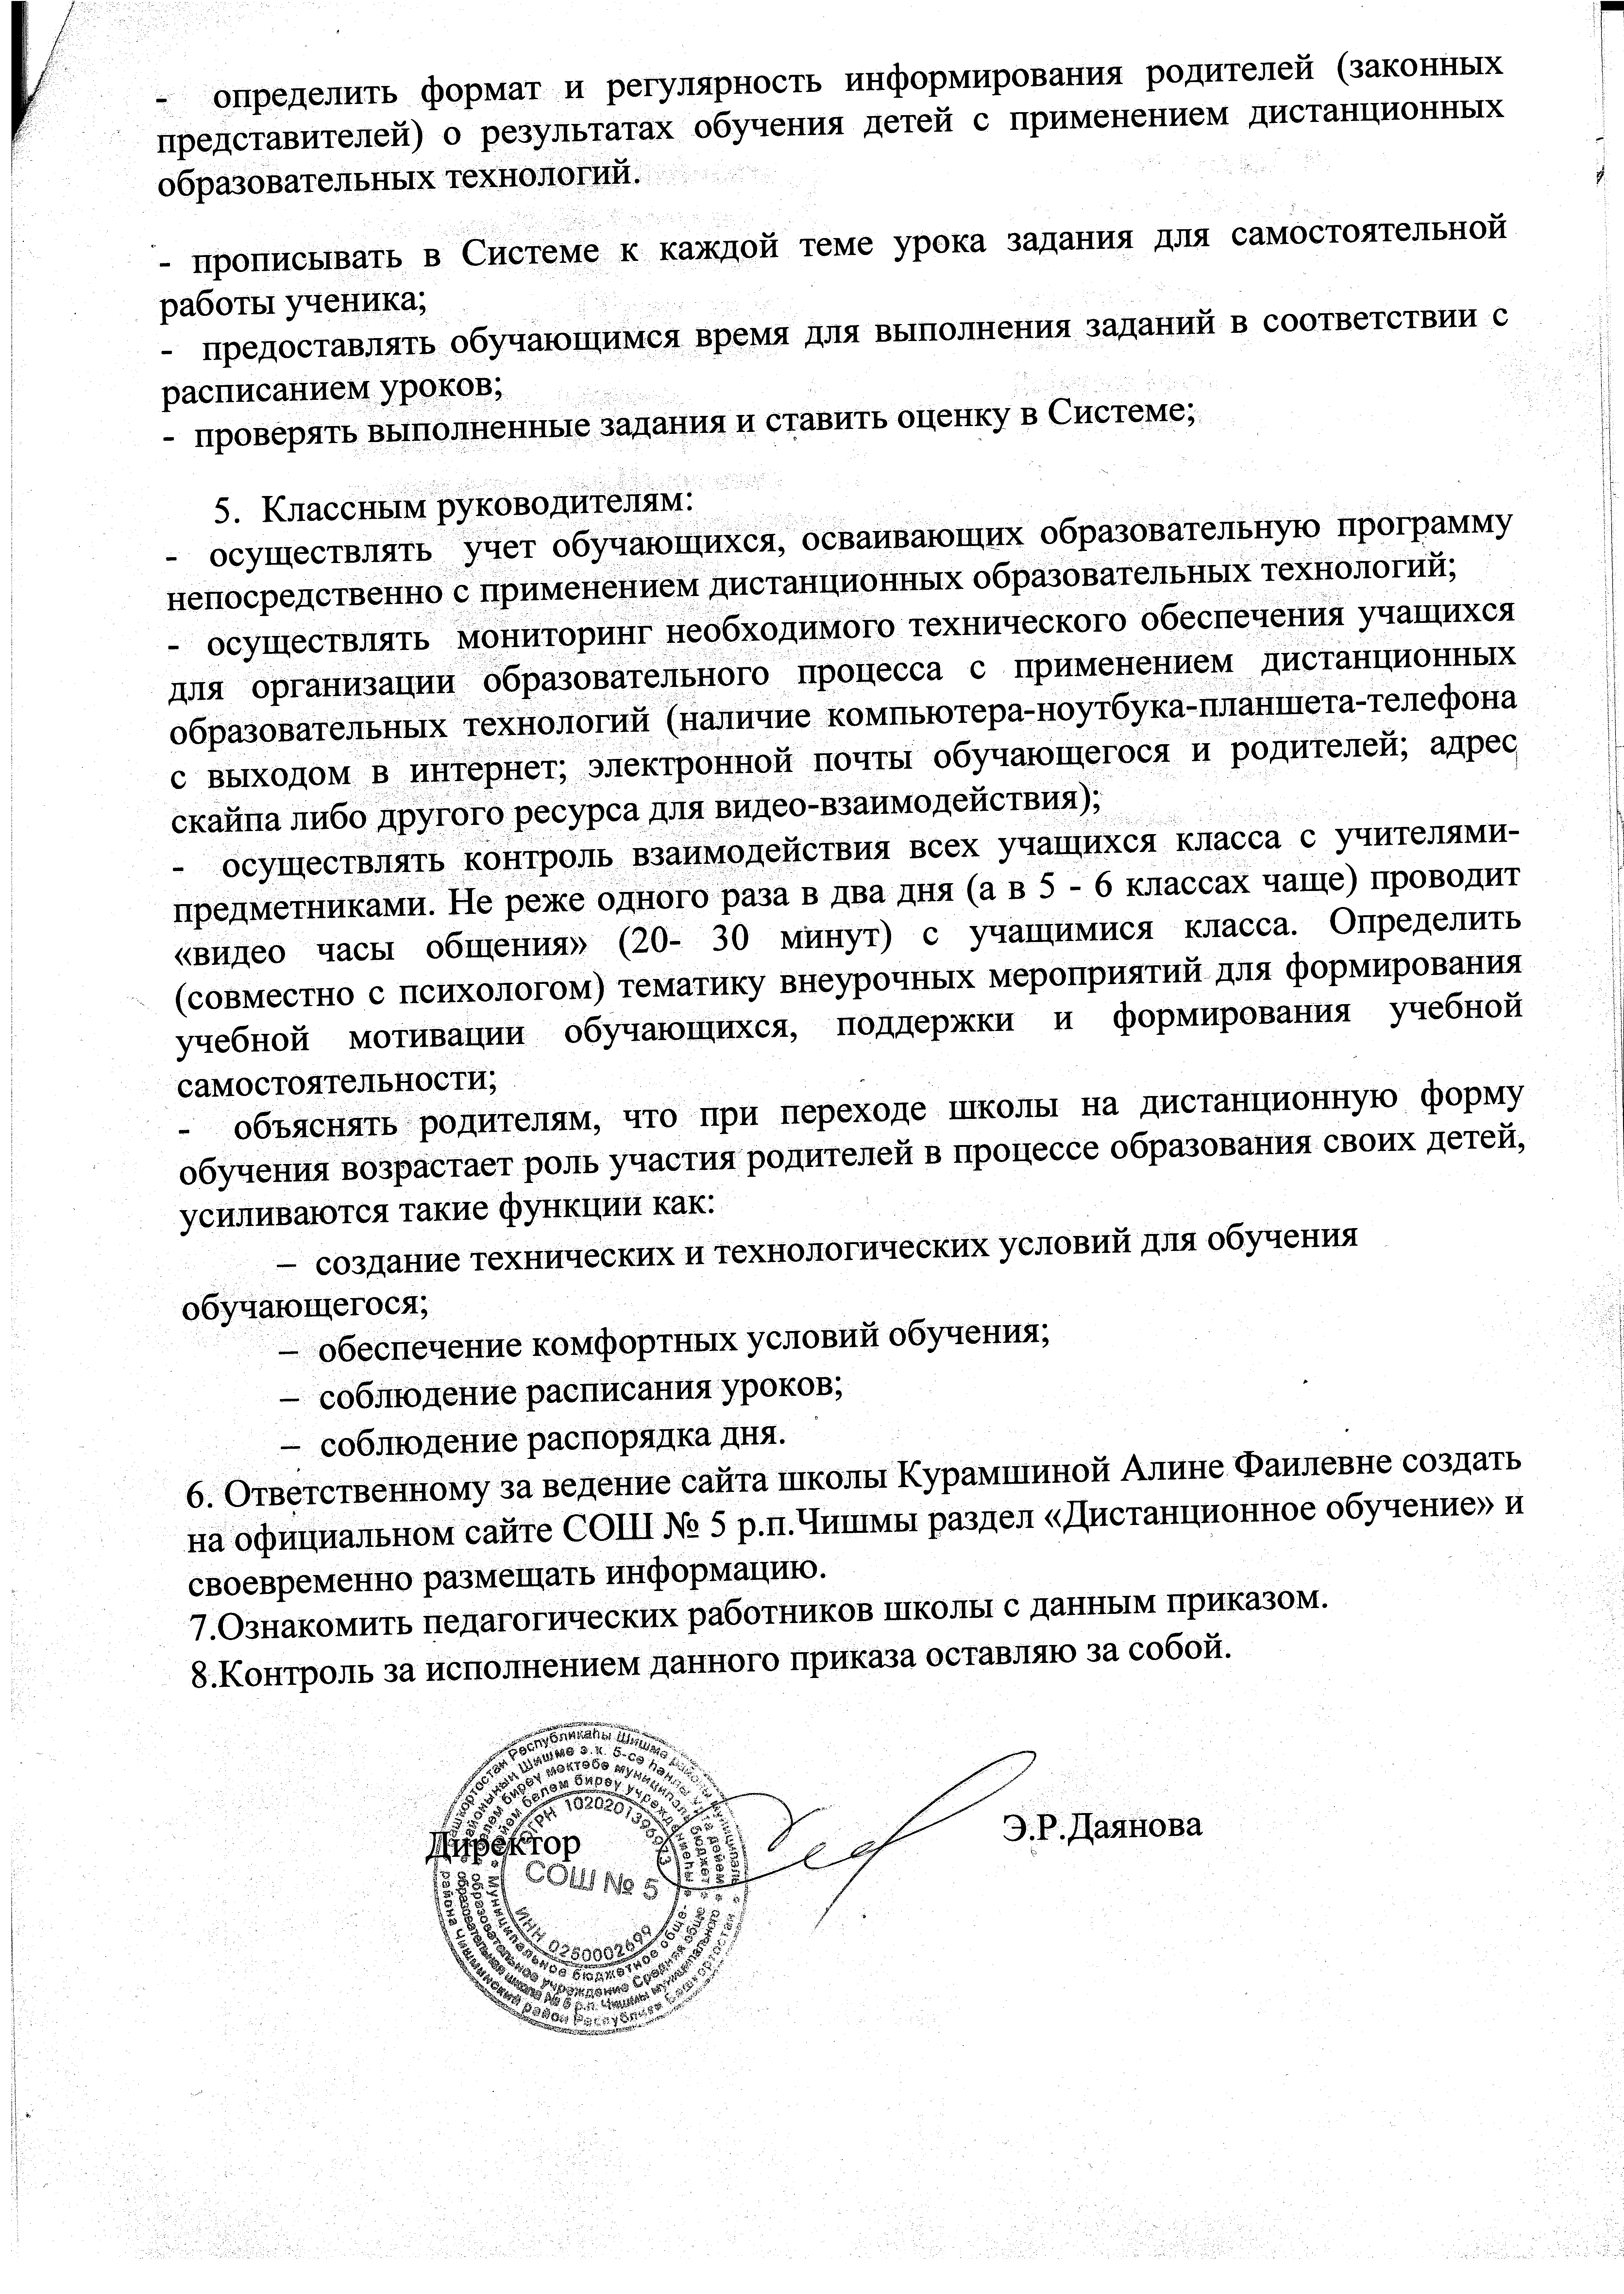 - определить формат и регулярность информирования родителей (законных
представителей) о результатах обучения детей с применением дистанционных
образовательных технологий.
- прописывать в Системе к каждой теме урока задания для самостоятельной
работы ученика;
- предоставлять обучающимся время для выполнения заданий в соответствии с
расписанием уроков;
- проверять выполненные задания и ставить оценку в Системе;
5. Классным руководителям:
- осуществлять учет обучающихся, осваивающих образовательную программу
непосредственно с применением дистанционных образовательных технологий;
- осуществлять мониторинг необходимого технического обеспечения учащихся
для организации образовательного процесса с применением дистанционных
образовательных технологий (наличие компьютера-ноутбука-планшета-телефона
с выходом в интернет; электронной почты обучающегося и родителей; адрес
скайпа либо другого ресурса для видео-взаимодействия);
- осуществлять контроль взаимодействия всех учащихся класса с учителями-
предметниками. Не реже одного раза в два дня (а в 5 - 6 классах чаще) проводит
«видео часы общения» (20- 30 минут) с учащимися класса. Определить
(совместно с психологом) тематику внеурочных мероприятий для формирования
учебной мотивации обучающихся, поддержки и формирования учебной
самостоятельности;
- объяснять родителям, что при переходе школы на дистанционную форму
обучения возрастает роль участия родителей в процессе образования своих детей,
усиливаются такие функции как:
– создание технических и технологических условий для обучения
обучающегося;
– обеспечение комфортных условий обучения;
– соблюдение расписания уроков;
– соблюдение распорядка дня.
6. Ответственному за ведение сайта школы Курамшиной Алине Фаилевне создать
на официальном сайте СОШ № 5 р.п.Чишмы раздел «Дистанционное обучение» и
своевременно размещать информацию.
7.Ознакомить педагогических работников школы с данным приказом.
8.Контроль за исполнением данного приказа оставляю за собой.
Директор
Э.Р.Даянова
ОГРН 1020201396973
СОШ № 5
ИНН 0250002699